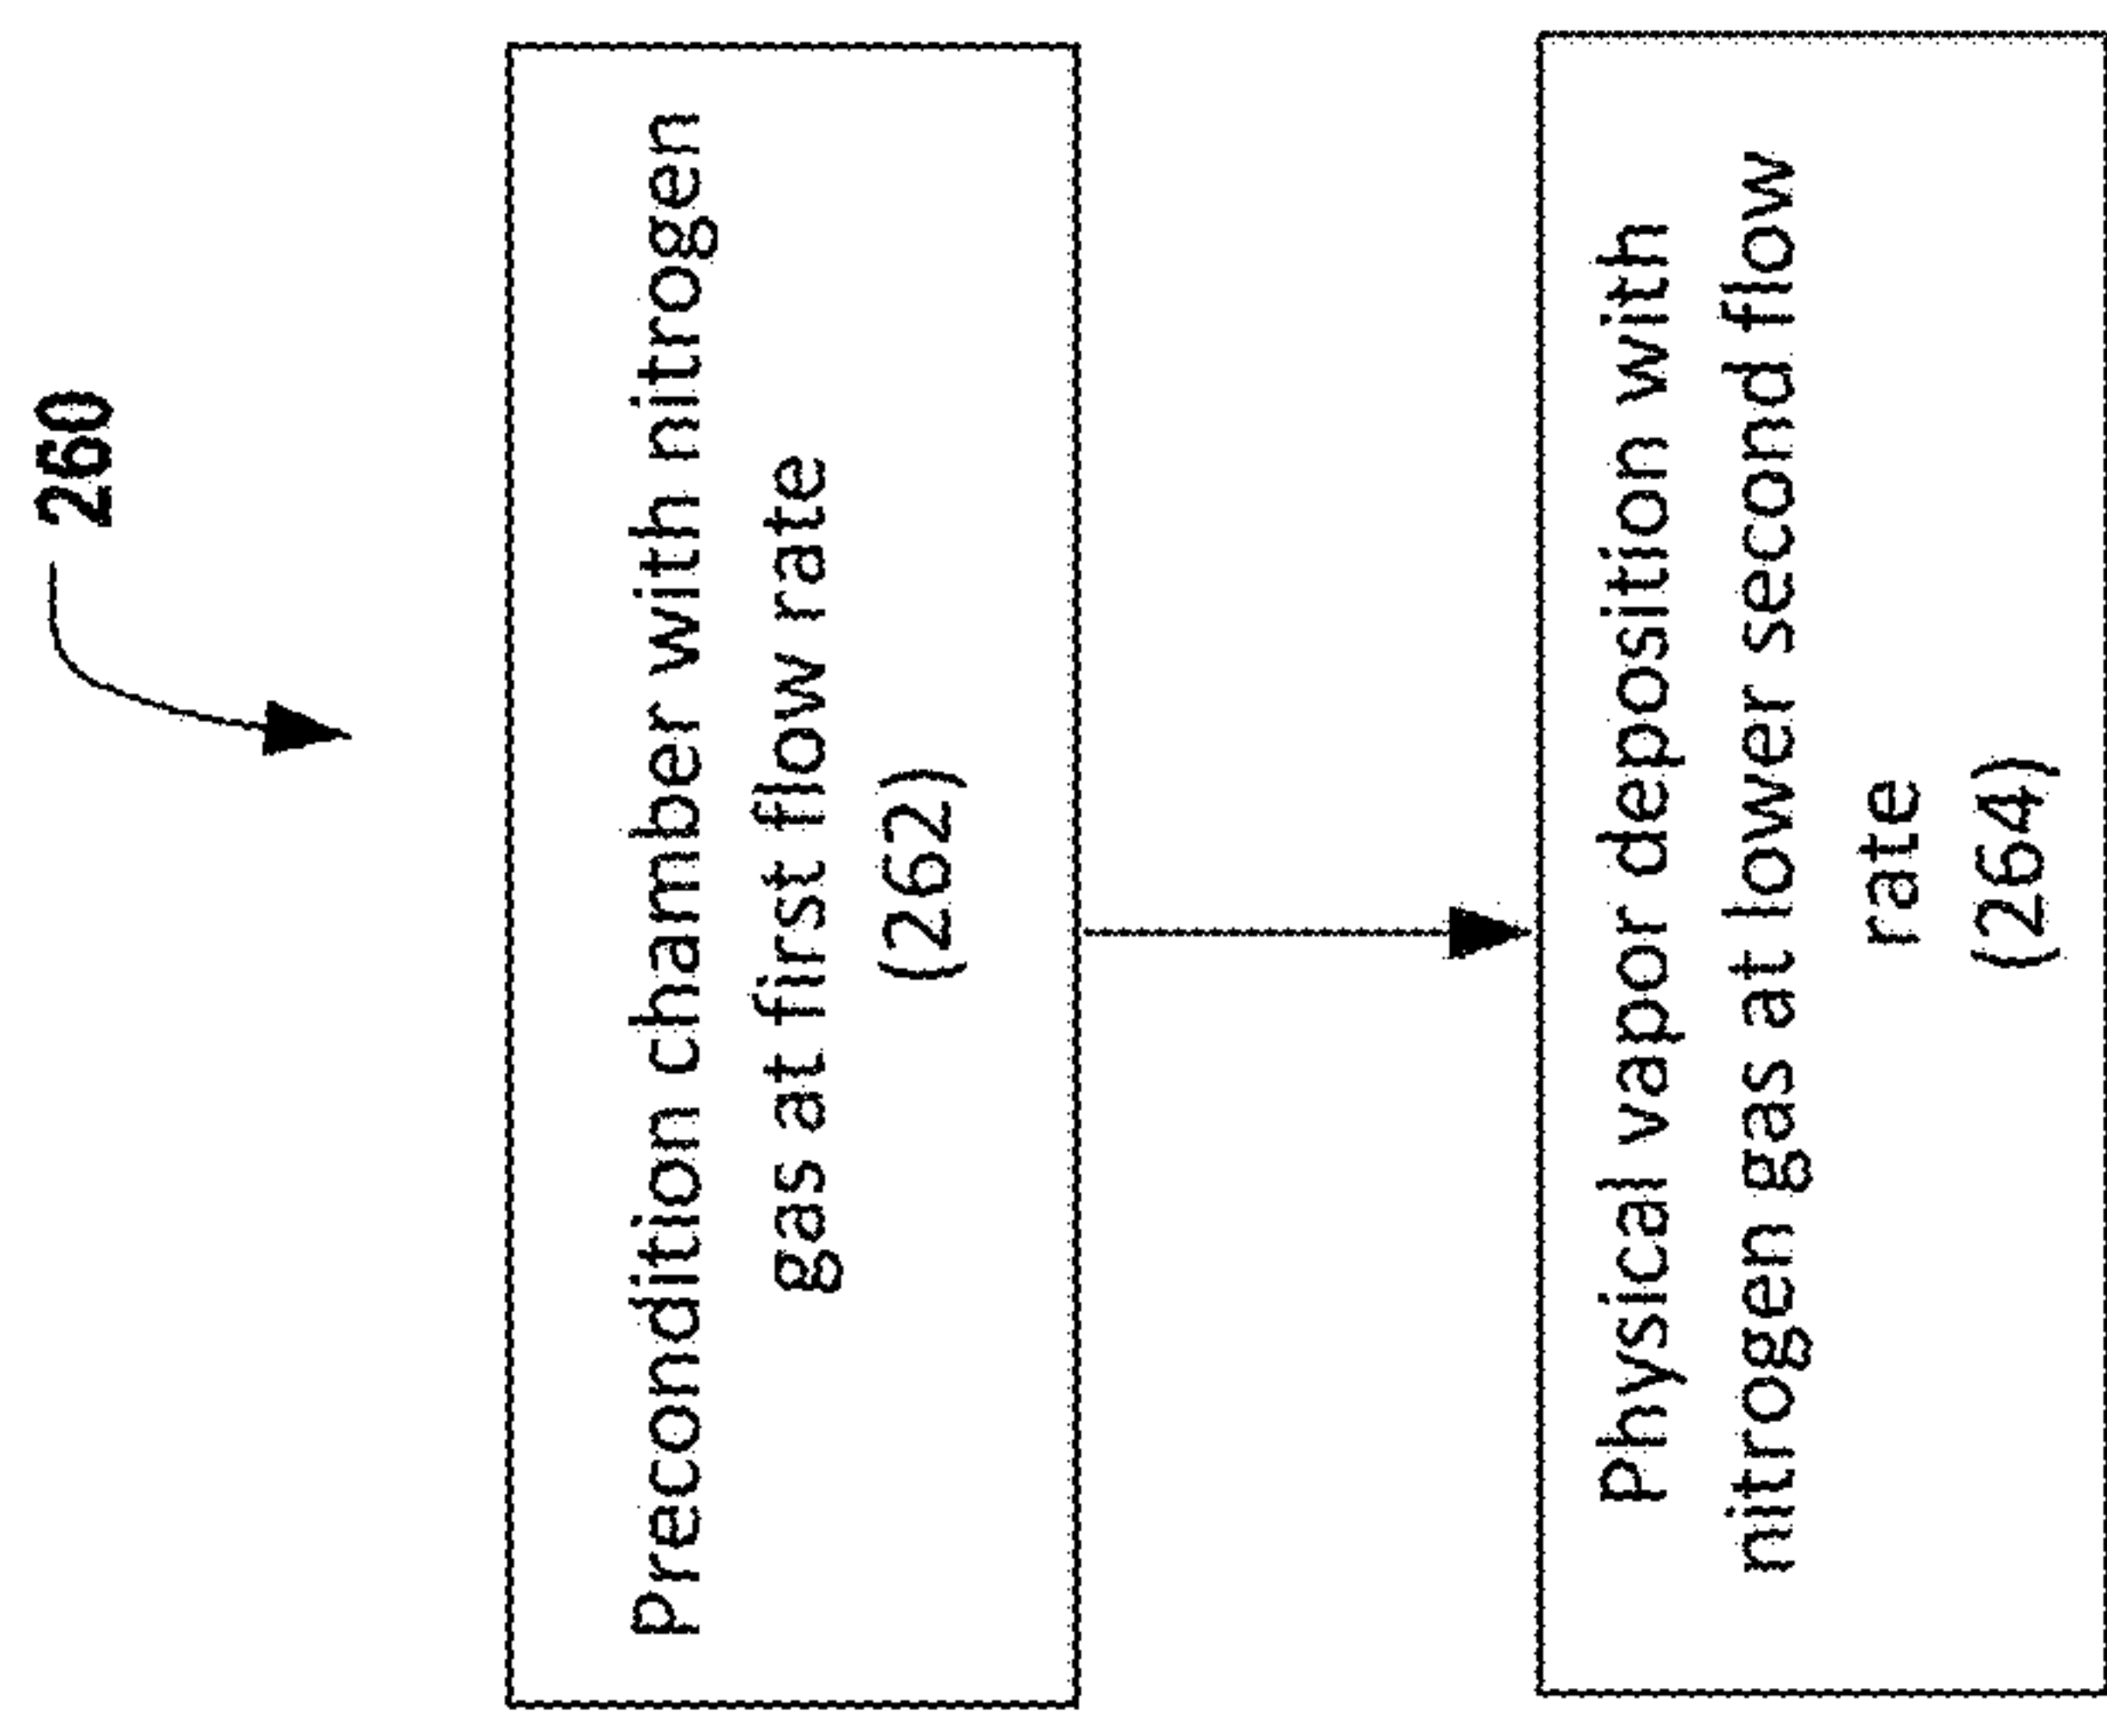 260
Precondition chamber with nitrogen
gas at first flow rate
(262)
Physical vapor deposition with
nitrogen gas at lower second flow
rate
(264)